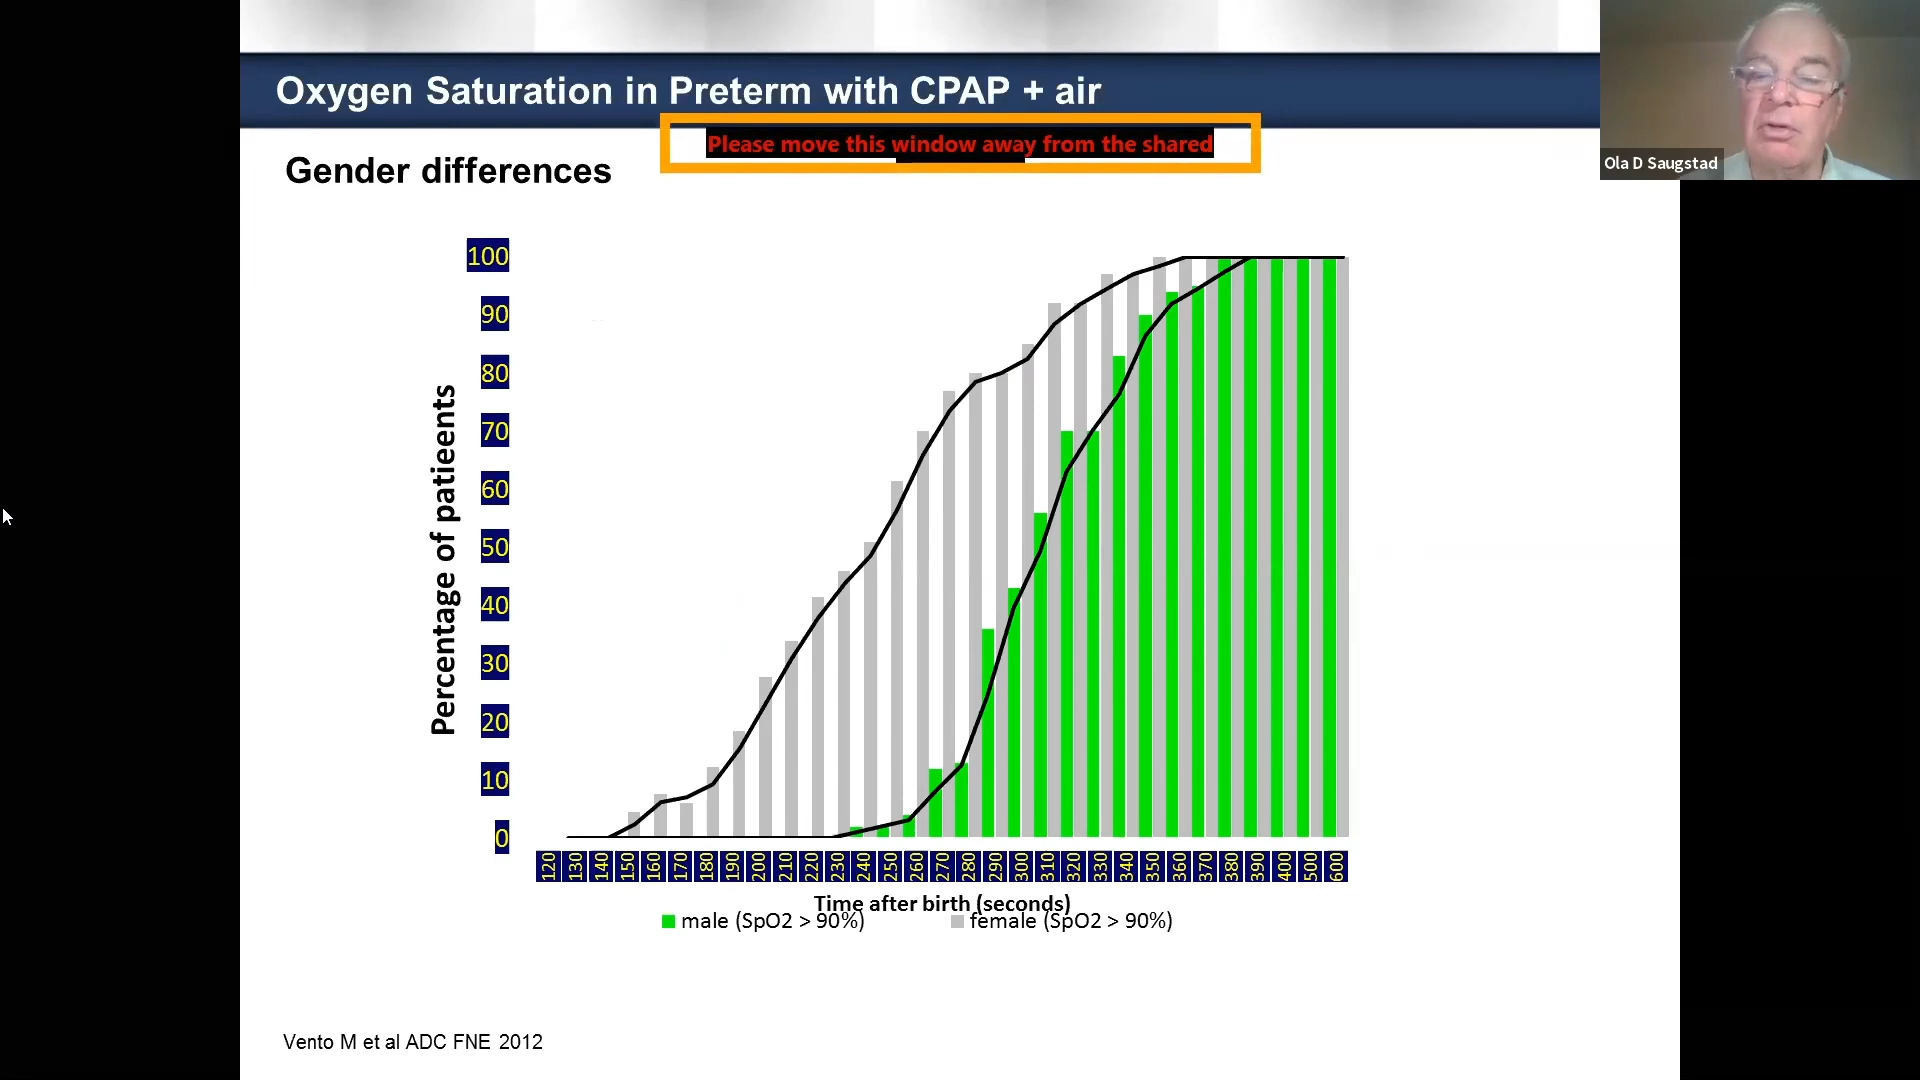 Oxygen Saturation in Preterm with CPAP + air
Please move this window away from the shared
Ola D Saugstad
Gender differences
100
90
80
70
60
50
40
30
20
10
0
Percentage of patieents
120 130 140 150 160 170 180 190 200 210 220 230 240 250 260 270 280 290 300 310 320 330 340 350 360 370 380 390 400 500 600
Time after birth (seconds)
male (SpO2 > 90%) female (SpO2 > 90%)
Vento M et al ADC FNE 2012